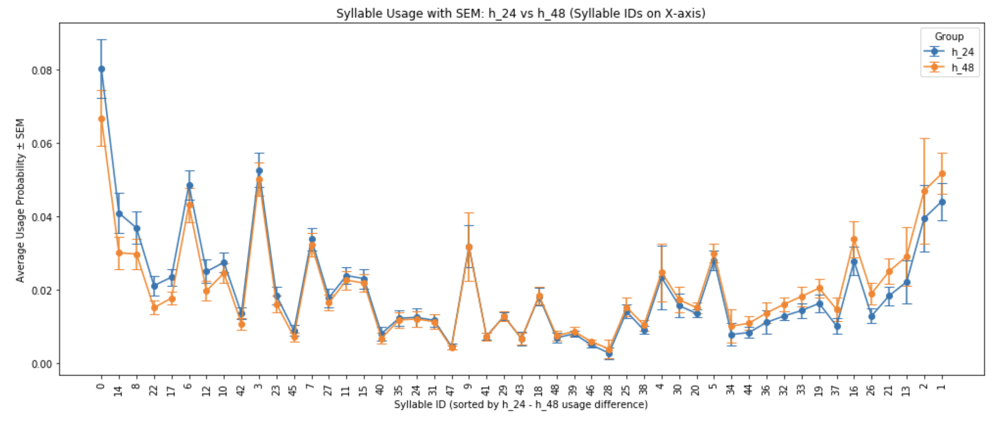 Syllable Usage with SEM: h_24 vs h_48 (Syllable IDs on X-axis)
Group
h_24
h_48
Average Usage Probability ± SEM
0.08
0.06
0.04
0.02
0.00
0 14 8 22 17 6 12 10 42 3 23 45 7 27 11 15 40 35 24 31 47 9 41 29 43 18 48 39 46 28 25 38 4 30 20 5 34 44 36 32 33 19 37 16 26 21 13 2 1
Syllable ID (sorted by h_24 - h_48 usage difference)